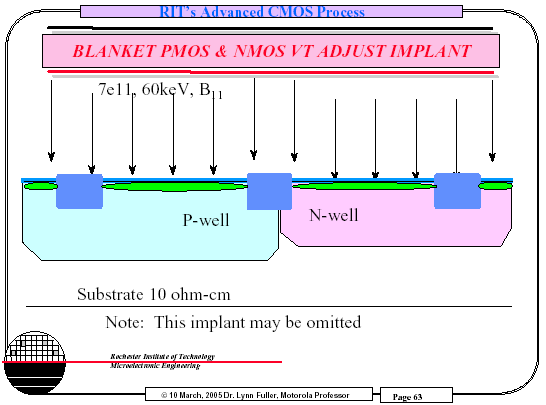 RIT's Advanced CMOS Process
BLANKET PMOS & NMOS VT ADJUST IMPLANT
7e11, 60keV, B11
P-well
N-well
Substrate 10 ohm-cm
Note: This implant may be omitted
Rochester Institute of Technology
Microelectronic Engineering
© 10 March, 2005 Dr. Lynn Fuller, Motorola Professor
Page 63